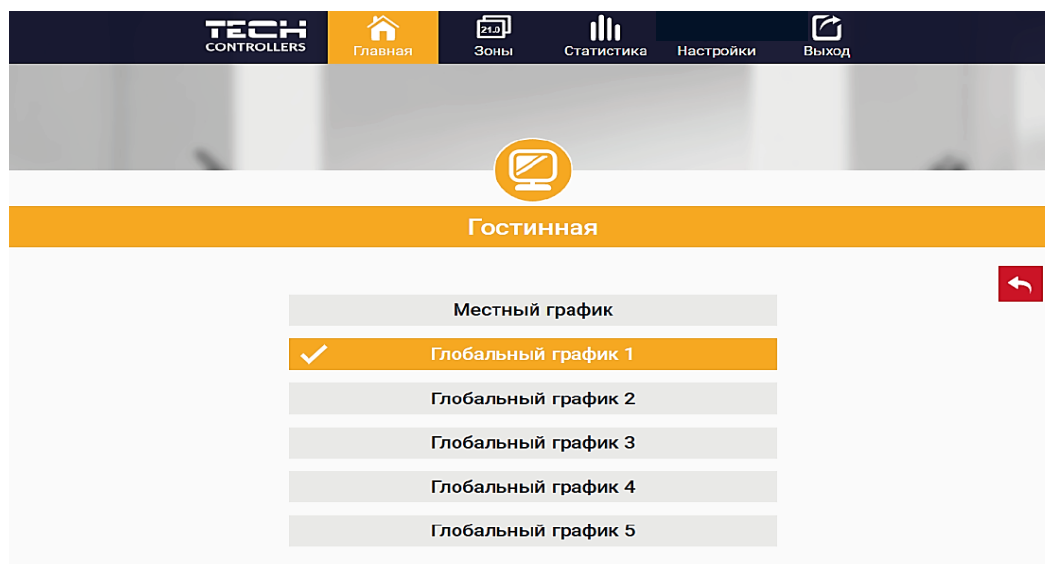 TECH
CONTROLLERS
Главная
21.0
Зоны
Статистика
Настройки
Выход
Гостинная
Местный график
Глобальный график 1
Глобальный график 2
Глобальный график 3
Глобальный график 4
Глобальный график 5